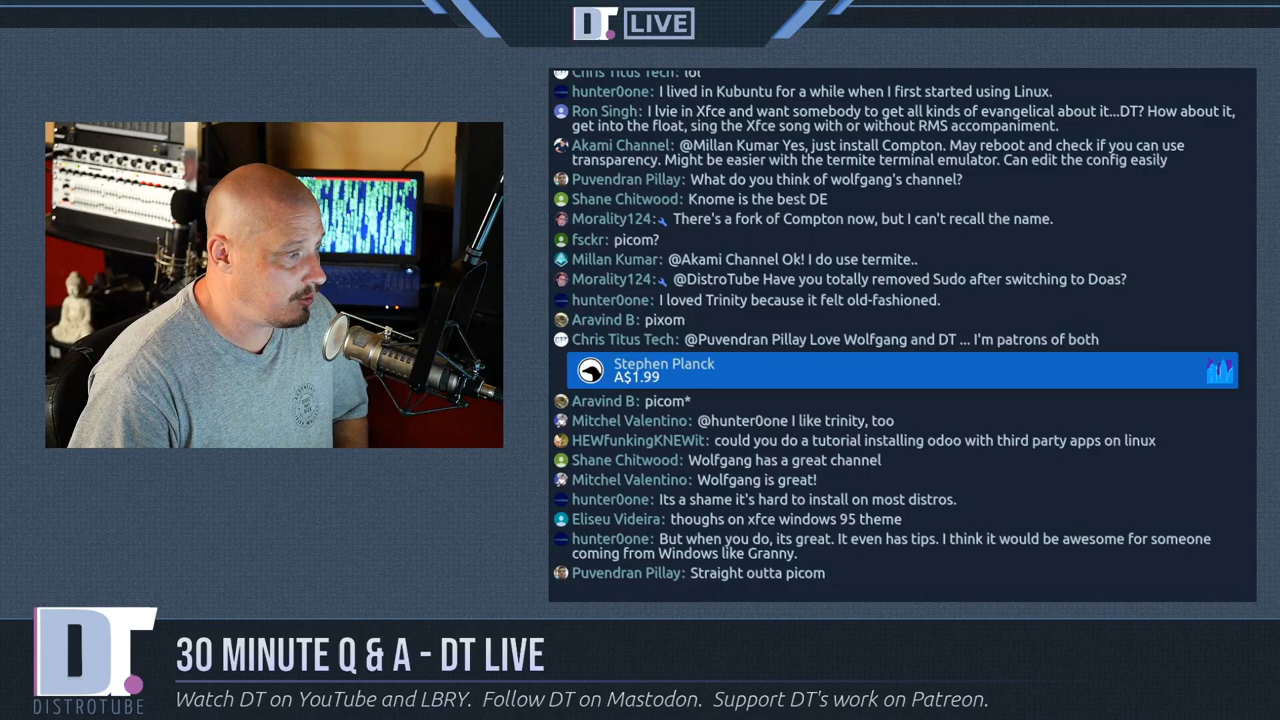 DT. LIVE
Chris Titus Tech: lol
hunter0one: I lived in Kubuntu for a while when I first started using Linux.
Ron Singh: I lvie in Xfce and want somebody to get all kinds of evangelical about it...DT? How about it,
get into the float, sing the Xfce song with or without RMS accompaniment.
Akami Channel: @Millan Kumar Yes, just install Compton. May reboot and check if you can use
transparency. Might be easier with the termite terminal emulator. Can edit the config easily
Puvendran Pillay: What do you think of wolfgang's channel?
Shane Chitwood: Knome is the best DE
Morality124: There's a fork of Compton now, but I can't recall the name.
fsckr: picom?
Millan Kumar: @Akami Channel Ok! I do use termite..
Morality124: @DistroTube Have you totally removed Sudo after switching to Doas?
hunter0one: I loved Trinity because it felt old-fashioned.
Aravind B: pixom
Chris Titus Tech: @Puvendran Pillay Love Wolfgang and DT ... I'm patrons of both
Stephen Planck
A$1.99
Aravind B: picom*
Mitchel Valentino: @hunter0one I like trinity, too
HEWfunkingKNEWit: could you do a tutorial installing odoo with third party apps on linux
Shane Chitwood: Wolfgang has a great channel
Mitchel Valentino: Wolfgang is great!
hunter0one: Its a shame it's hard to install on most distros.
Eliseu Videira: thoughs on xfce windows 95 theme
hunter0one: But when you do, its great. It even has tips. I think it would be awesome for someone
coming from Windows like Granny.
Puvendran Pillay: Straight outta picom
DT.
DISTROTUBE
30 MINUTE Q & A - DT LIVE
Watch DT on YouTube and LBRY. Follow DT on Mastodon. Support DT's work on Patreon.